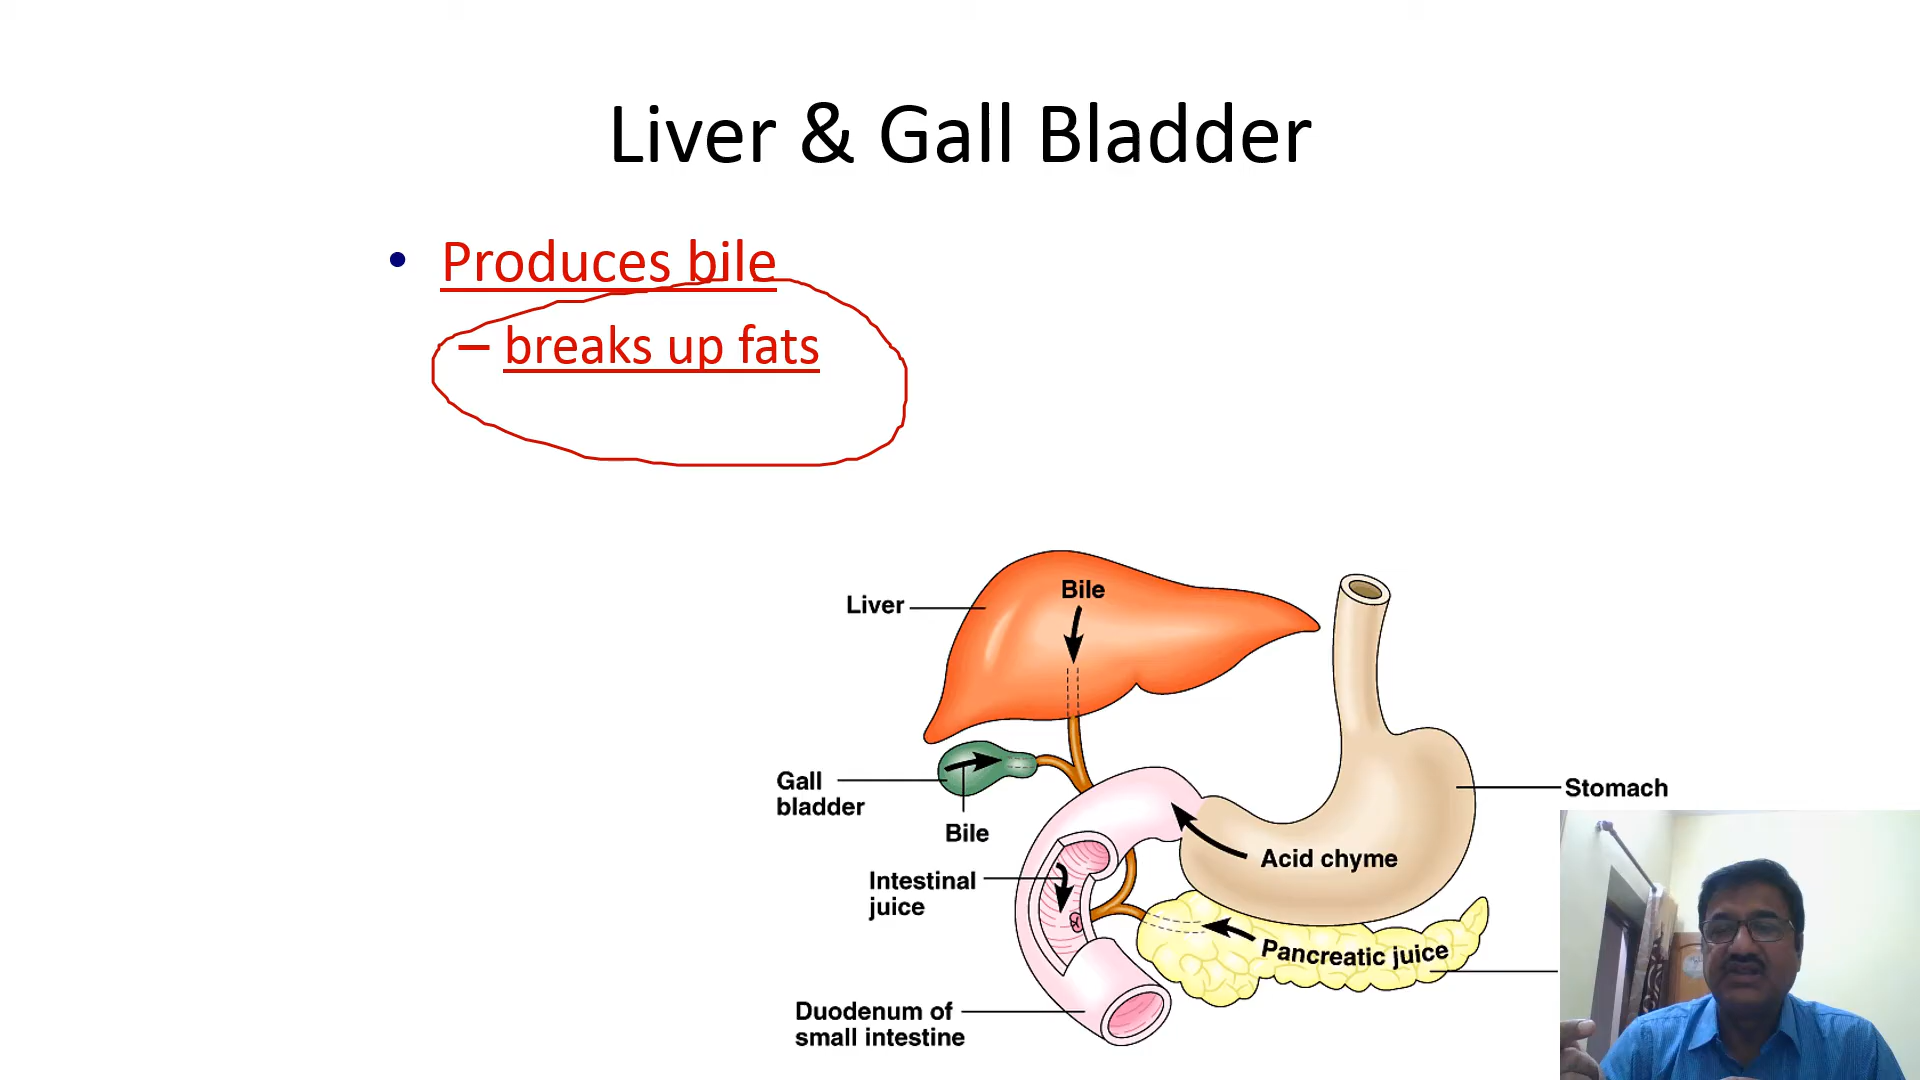 Liver & Gall Bladder
• Produces bile
– breaks up fats
Bile
Liver
Gall
bladder
Bile
Stomach
Acid chyme
Intestinal
juice
Pancreatic juice
Duodenum of
small intestine